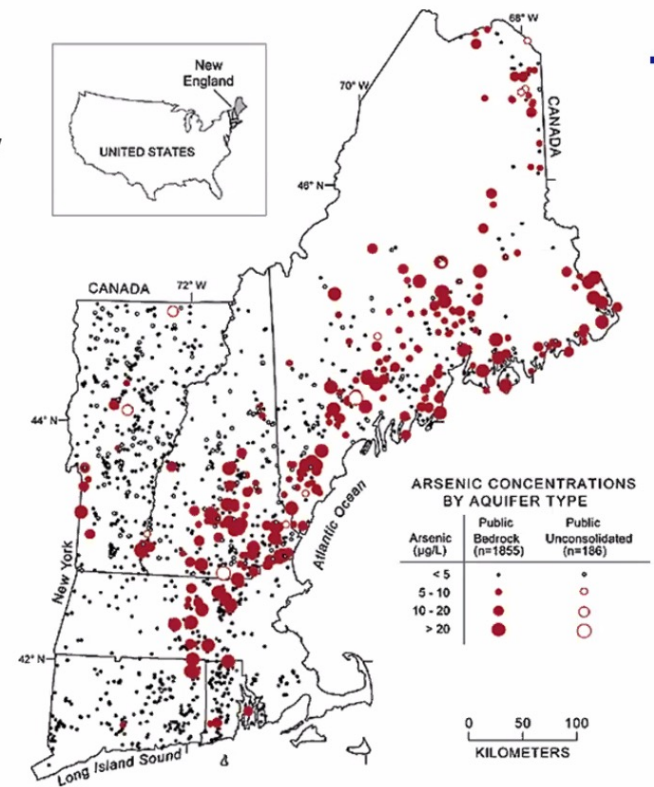 68° W
New
England
UNITED STATES
70° W
CANADA
46° N
CANADA
72° W
44° N
ARSENIC CONCENTRATIONS
BY AQUIFER TYPE
Arsenic
(µg/L)
Public
Bedrock
(n=1855)
Public
Unconsolidated
(n=186)
< 5
5 - 10
10 - 20
> 20
Atlantic Ocean
New York
42° N
0 50 100
KILOMETERS
Long Island Sound